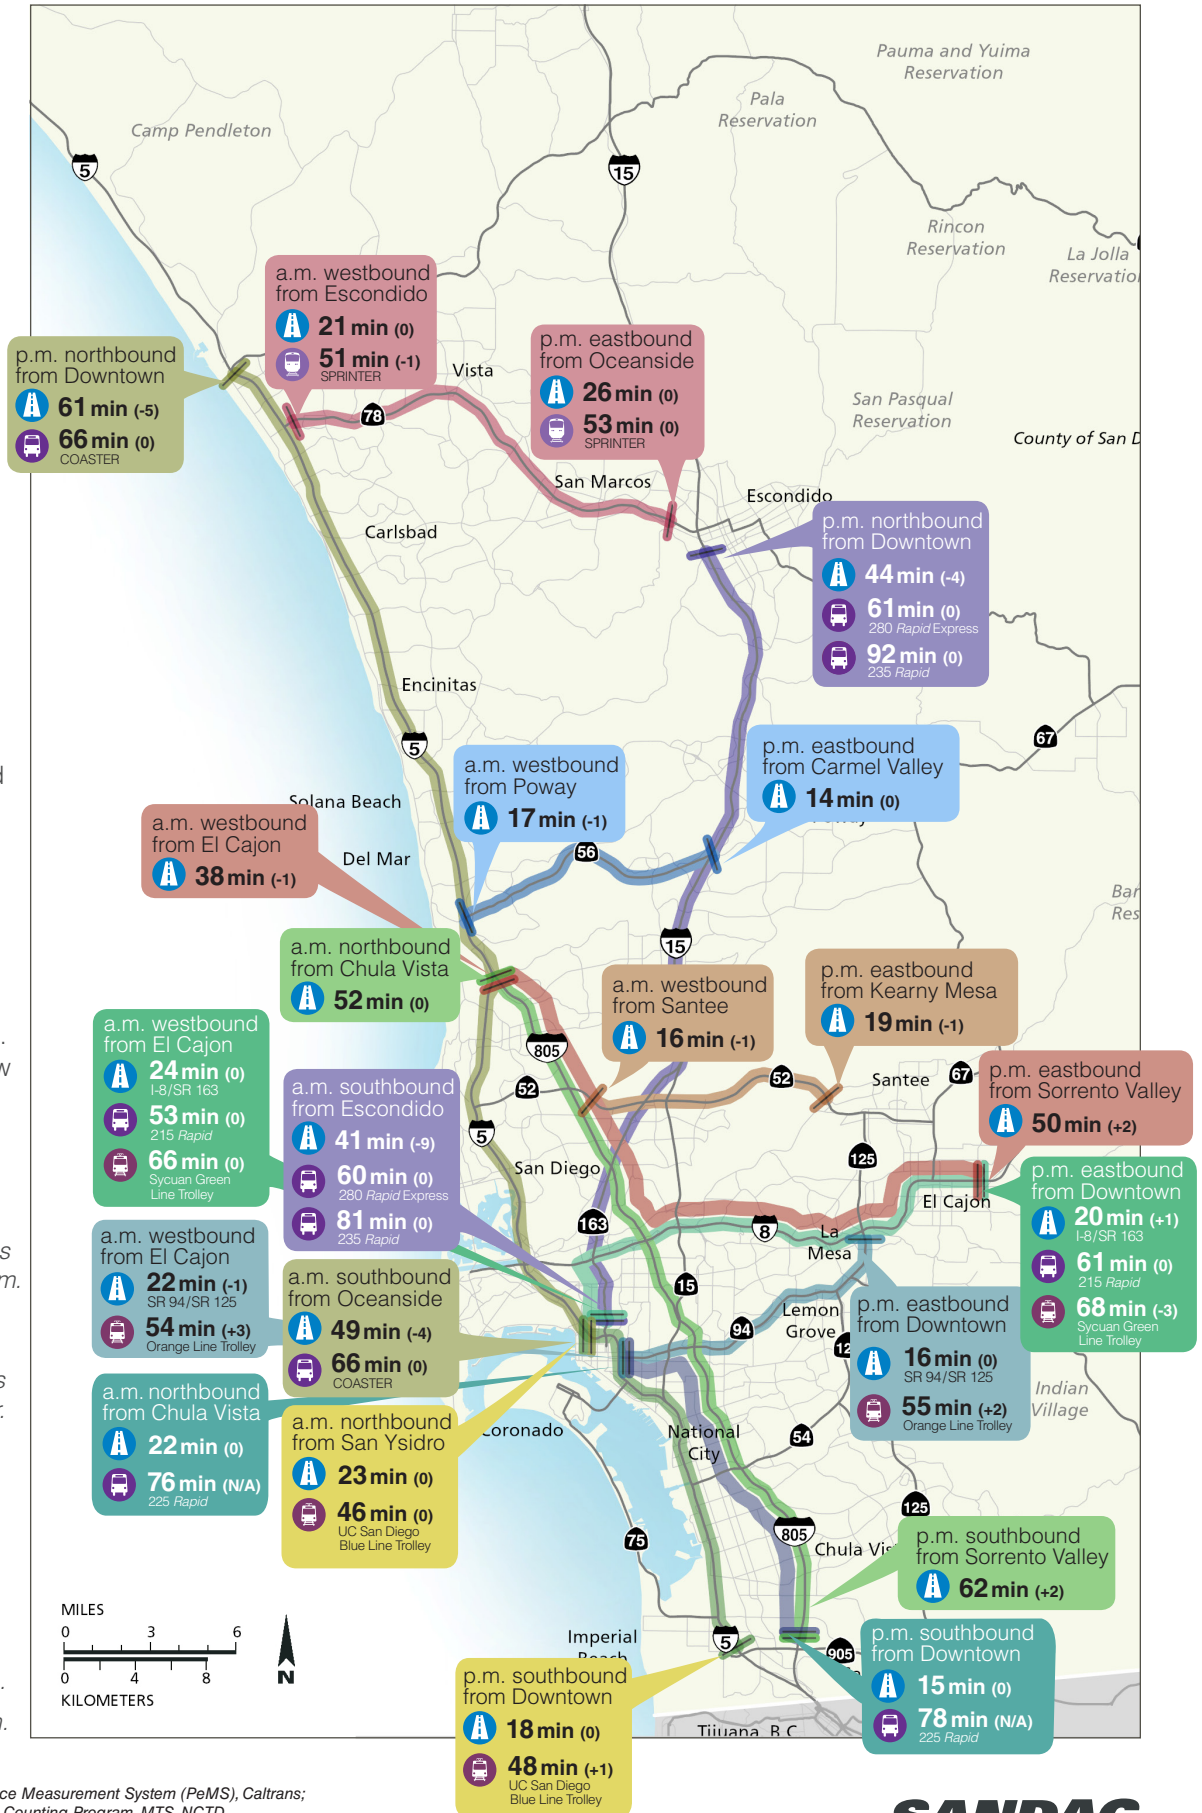 Pauma and Yuima
Reservation
Pala
Reservation
Camp Pendleton
5
15
Rincon
Reservation
La Jolla
a.m. westbound
from Escondido
21 min (0)
51 min (-1)
SPRINTER
p.m. northbound
from Downtown
61 min (-5)
66 min (0)
COASTER
p.m. eastbound
from Oceanside
26 min (0)
53 min (0)
SPRINTER
Vista
78
San Pasqual
Reservation
County of San
San Marcos
Escondido
Carlsbad
p.m. northbound
from Downtown
44 min (-4)
61 min (0)
280 Rapid Express
92 min (0)
235 Rapid
Encinitas
5
67
a.m. westbound
from Poway
17 min (-1)
p.m. eastbound
from Carmel Valley
14 min (0)
Solana Beach
a.m. westbound
from El Cajon
38 min (-1)
Del Mar
56
15
a.m. northbound
from Chula Vista
52 min (0)
a.m. westbound
from Santee
16 min (-1)
p.m. eastbound
from Kearny Mesa
19 min (-1)
a.m. westbound
from El Cajon
24 min (0)
I-8/SR 163
53 min (0)
215 Rapid
66 min (0)
Sycuan Green
Line Trolley
805
52
52
Santee
67
p.m. eastbound
from Sorrento Valley
50 min (+2)
a.m. southbound
from Escondido
41 min (-9)
60 min (0)
280 Rapid Express
81 min (0)
235 Rapid
5
San Diego
125
El Cajon
p.m. eastbound
from Downtown
20 min (+1)
I-8/SR 163
61 min (0)
215 Rapid
68 min (-3)
Sycuan Green
Line Trolley
163
8
La
Mesa
a.m. westbound
from El Cajon
22 min (-1)
SR 94/SR 125
54 min (+3)
Orange Line Trolley
a.m. southbound
from Oceanside
49 min (-4)
66 min (0)
COASTER
15
Lemon
Grove
94
p.m. eastbound
from Downtown
16 min (0)
SR 94/SR 125
55 min (+2)
Orange Line Trolley
Indian
Village
a.m. northbound
from Chula Vista
22 min (0)
76 min (N/A)
225 Rapid
a.m. northbound
from San Ysidro
23 min (0)
46 min (0)
UC San Diego
Blue Line Trolley
National
City
54
125
75
805
Chula
p.m. southbound
from Sorrento Valley
62 min (+2)
MILES
0 3 6
0 4 8
KILOMETERS
N
Imperial
Beach
5
905
p.m. southbound
from Downtown
15 min (0)
78 min (N/A)
225 Rapid
p.m. southbound
from Downtown
18 min (0)
48 min (+1)
UC San Diego
Blue Line Trolley
Tijuana, B.C.
Measurement System (PeMS), Caltrans;
Counting Program, MTS, NCTD
SANDAG